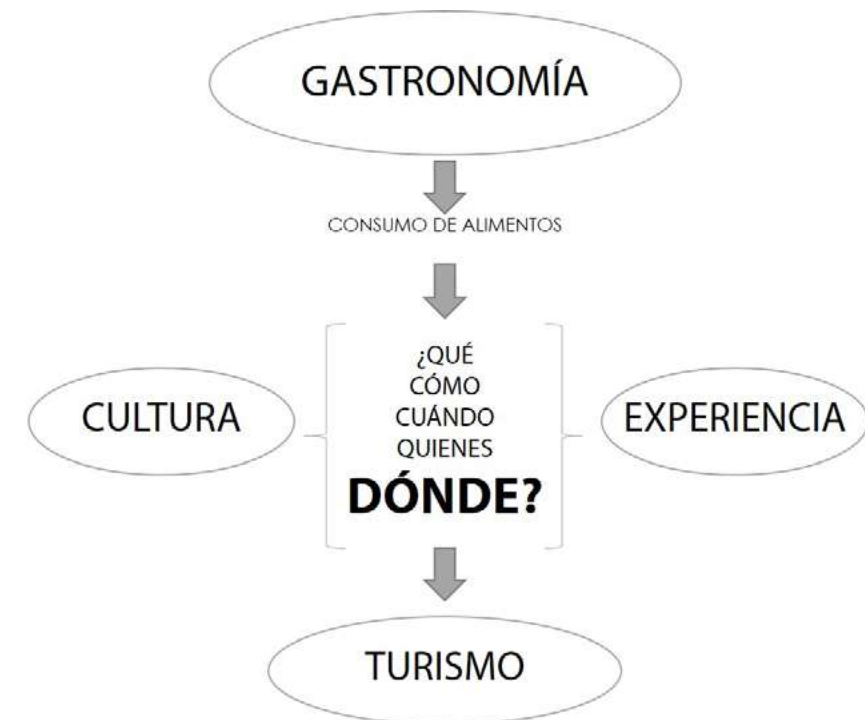 GASTRONOMÍA
CONSUMO DE ALIMENTOS
¿QUÉ
CÓMO
CUÁNDO
QUIENES
DÓNDE?
CULTURA
EXPERIENCIA
TURISMO